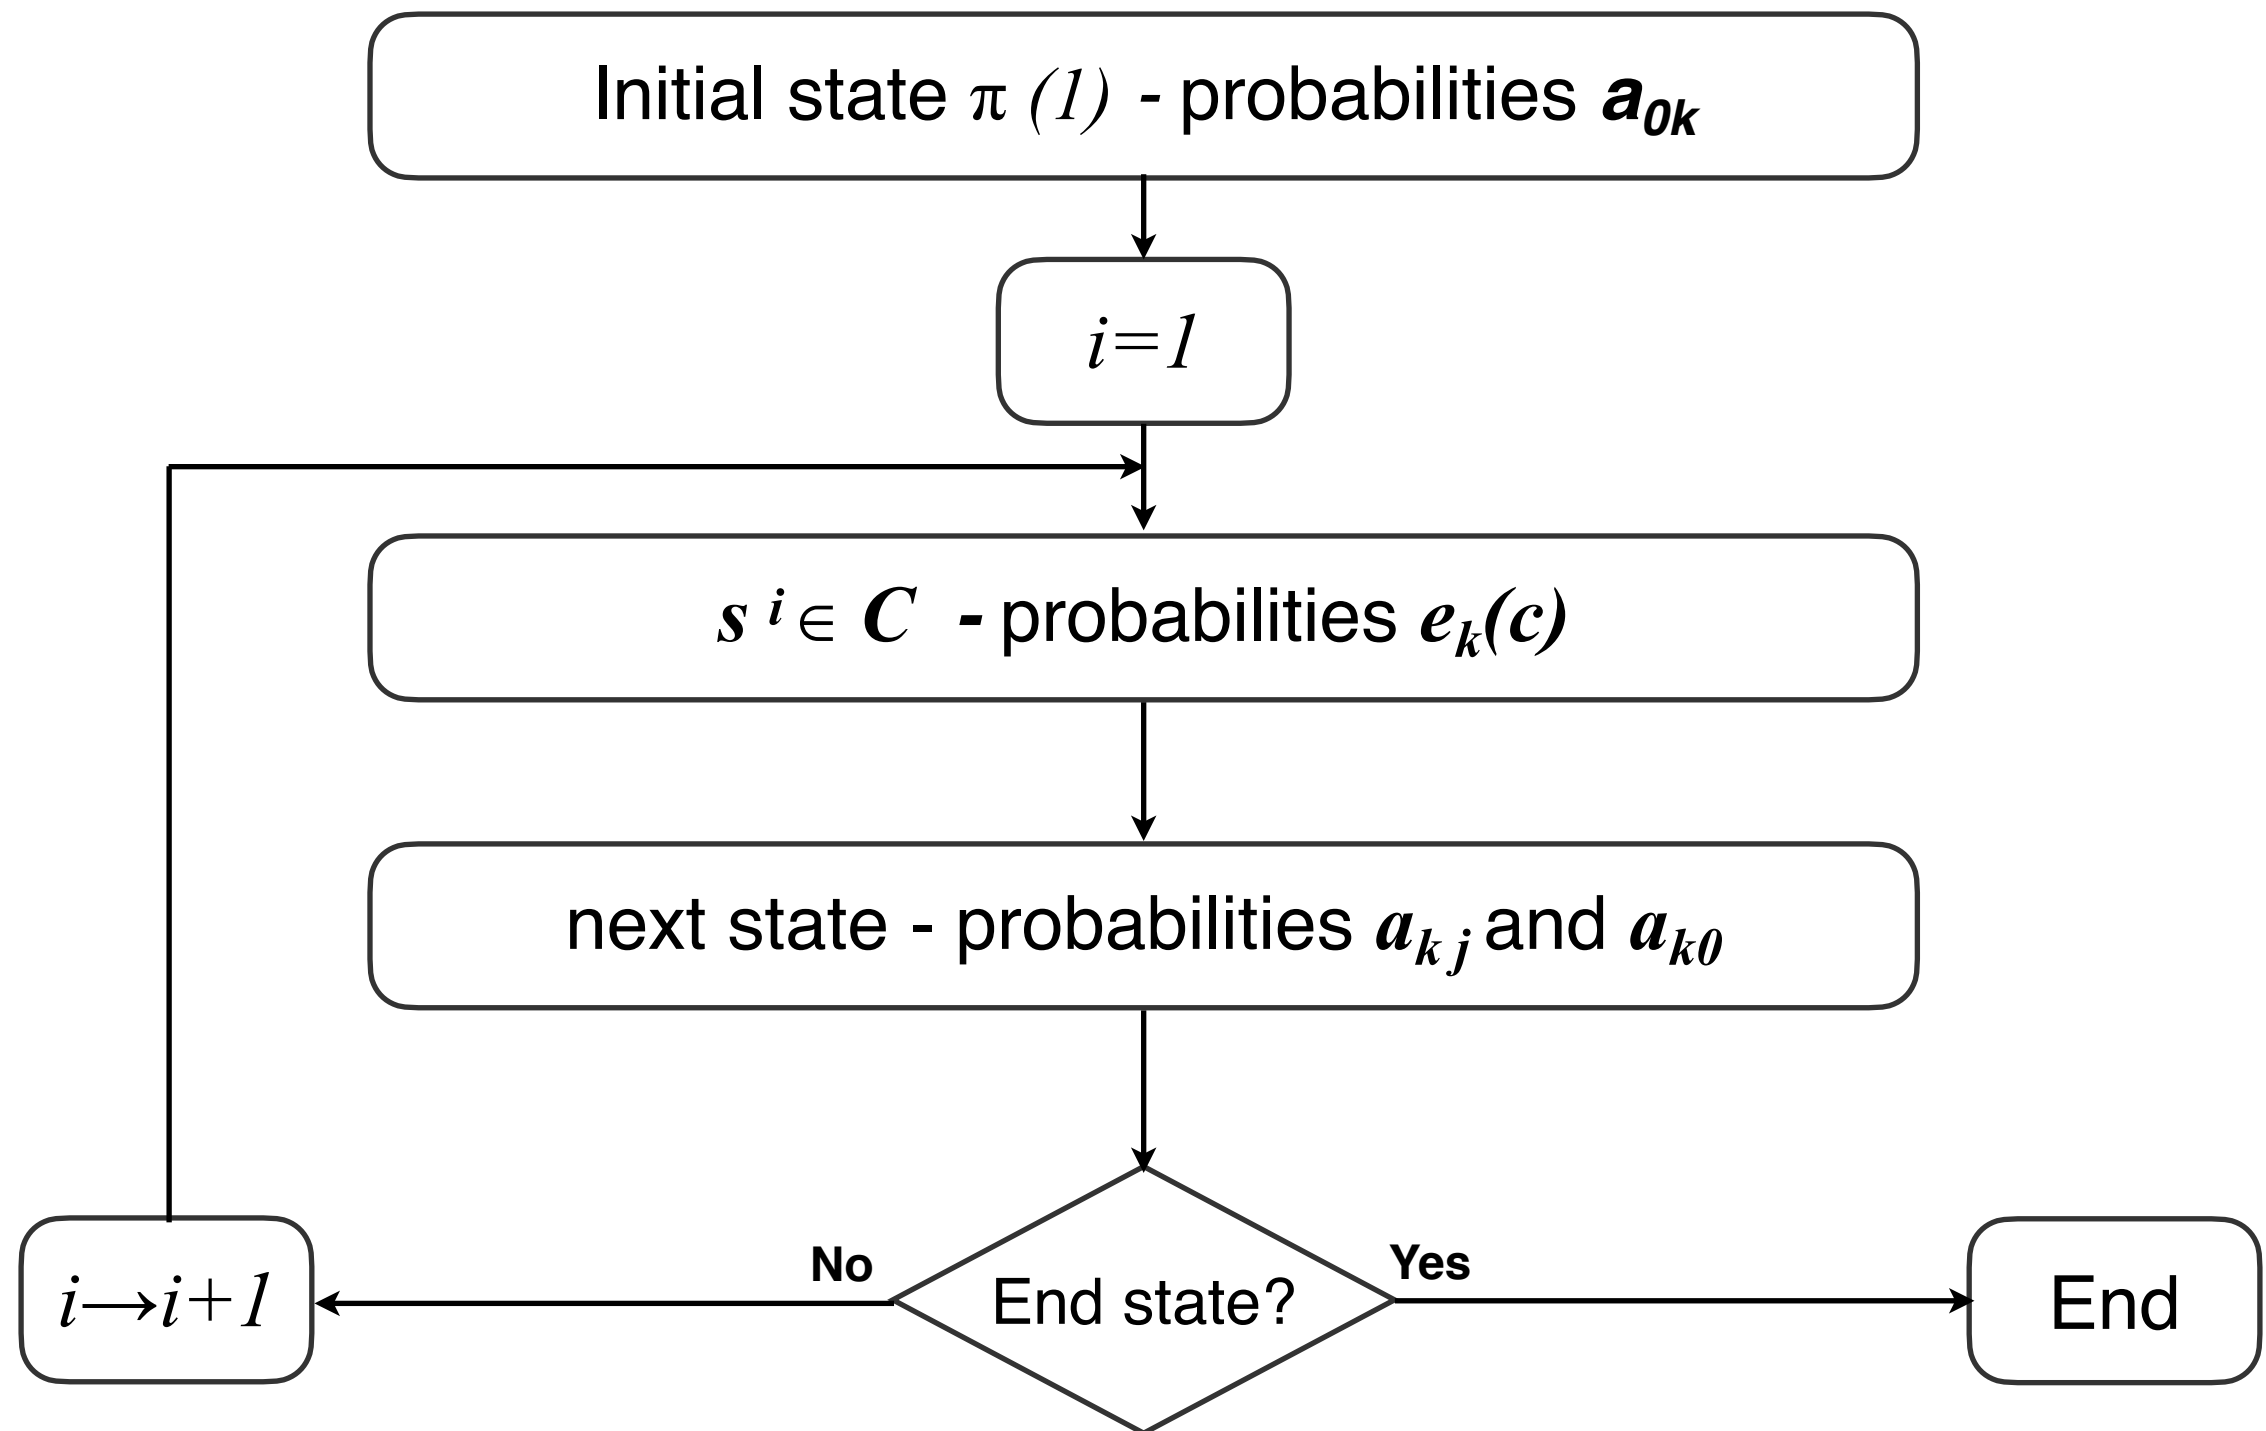 Initial state π (1) - probabilities a₀ₖ
i=1
s ⁱ ∈ C - probabilities eₖ(c)
next state - probabilities aₖ ⱼ and aₖ₀
No
Yes
i→i+1
End state?
End